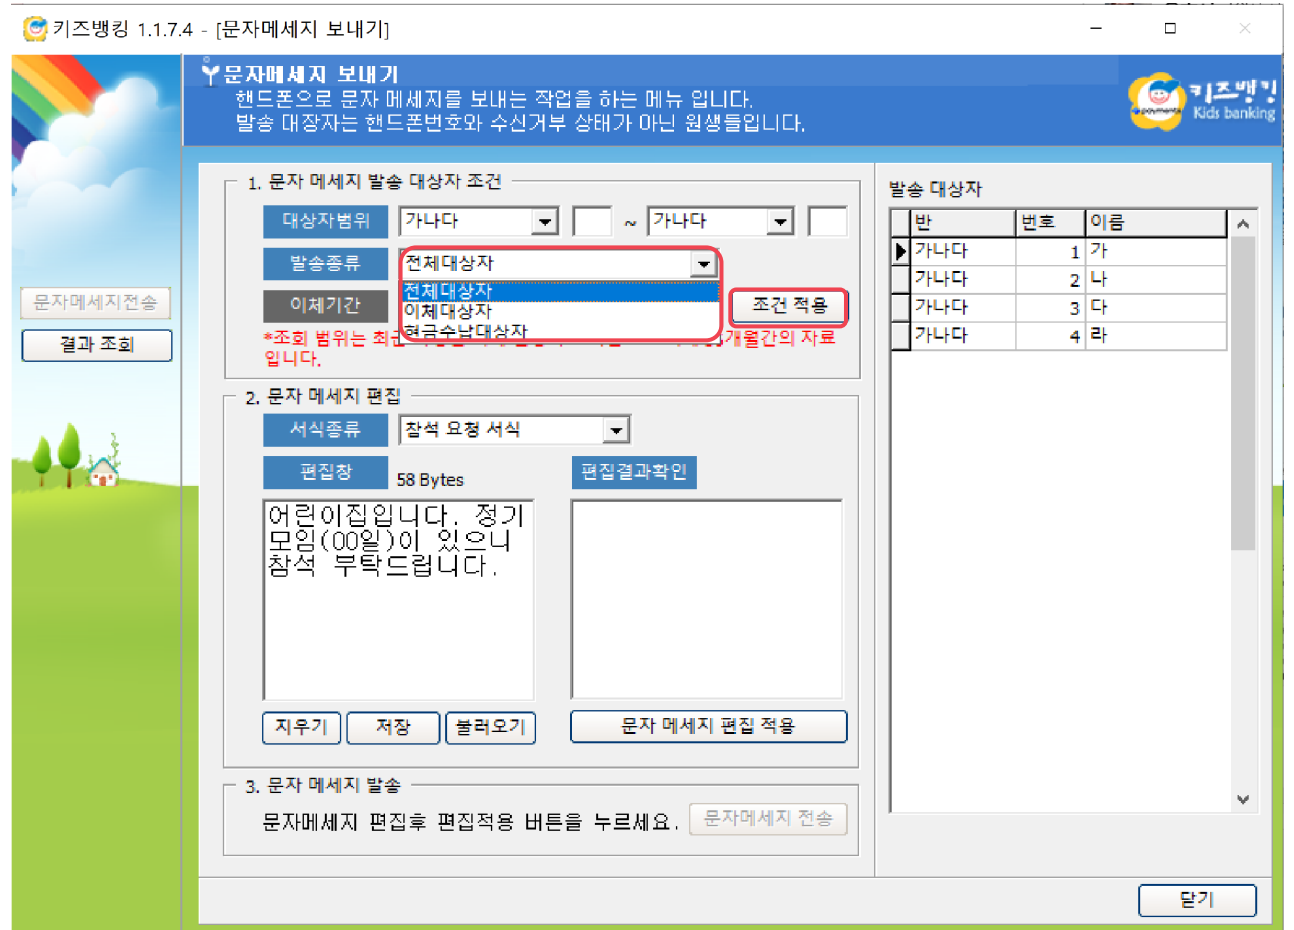 키즈뱅킹 1.1.7.4 - [문자메세지 보내기]
문자메세지 보내기
핸드폰으로 문자 메세지를 보내는 작업을 하는 메뉴 입니다.
발송 대장자는 핸드폰번호와 수신거부 상태가 아닌 원생들입니다.
키즈뱅킹
Kids banking
문자메세지전송
결과 조회
1. 문자 메세지 발송 대상자 조건
대상자범위 가나다 ~ 가나다
발송종류 전체대상자
전체대상자
이체기간 이체대상자 조건 적용
현금수납대상자
*조회 범위는 최근 개월간의 자료
입니다.
2. 문자 메세지 편집
서식종류 참석 요청 서식
편집창 58 Bytes 편집결과확인
어린이집입니다. 정기
모임(00일)이 있으니
참석 부탁드립니다.
지우기 저장 불러오기 문자 메세지 편집 적용
3. 문자 메세지 발송
문자메세지 편집후 편집적용 버튼을 누르세요. 문자메세지 전송
발송 대상자
반 번호 이름
가나다 1 가
가나다 2 나
가나다 3 다
가나다 4 라
닫기